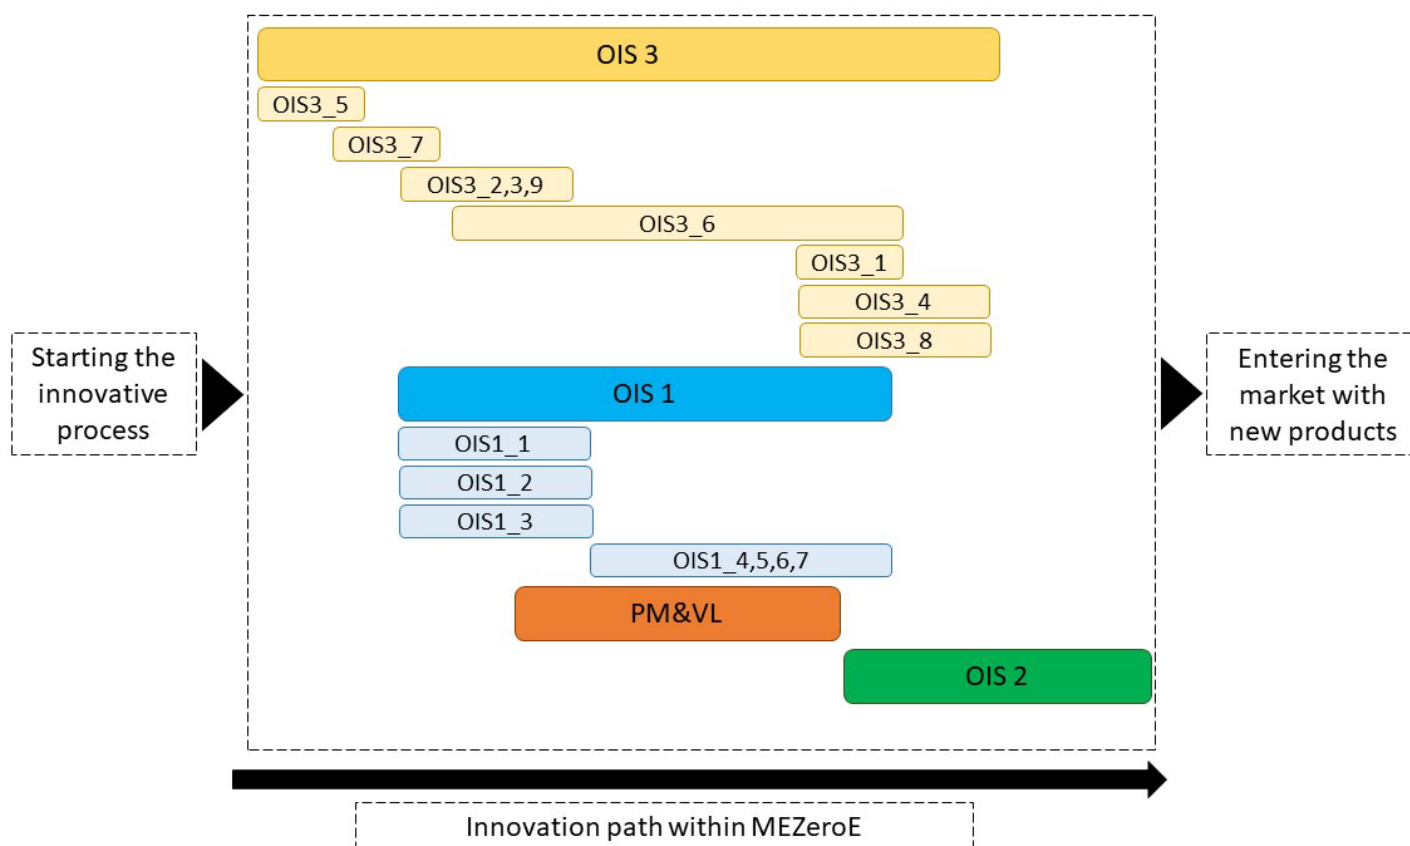 OIS 3
OIS3_5
OIS3_7
OIS3_2,3,9
OIS3_6
OIS3_1
OIS3_4
OIS3_8
Starting the
innovative
process
Entering the
market with
new products
OIS 1
OIS1_1
OIS1_2
OIS1_3
OIS1_4,5,6,7
PM&VL
OIS 2
Innovation path within MEZeroE